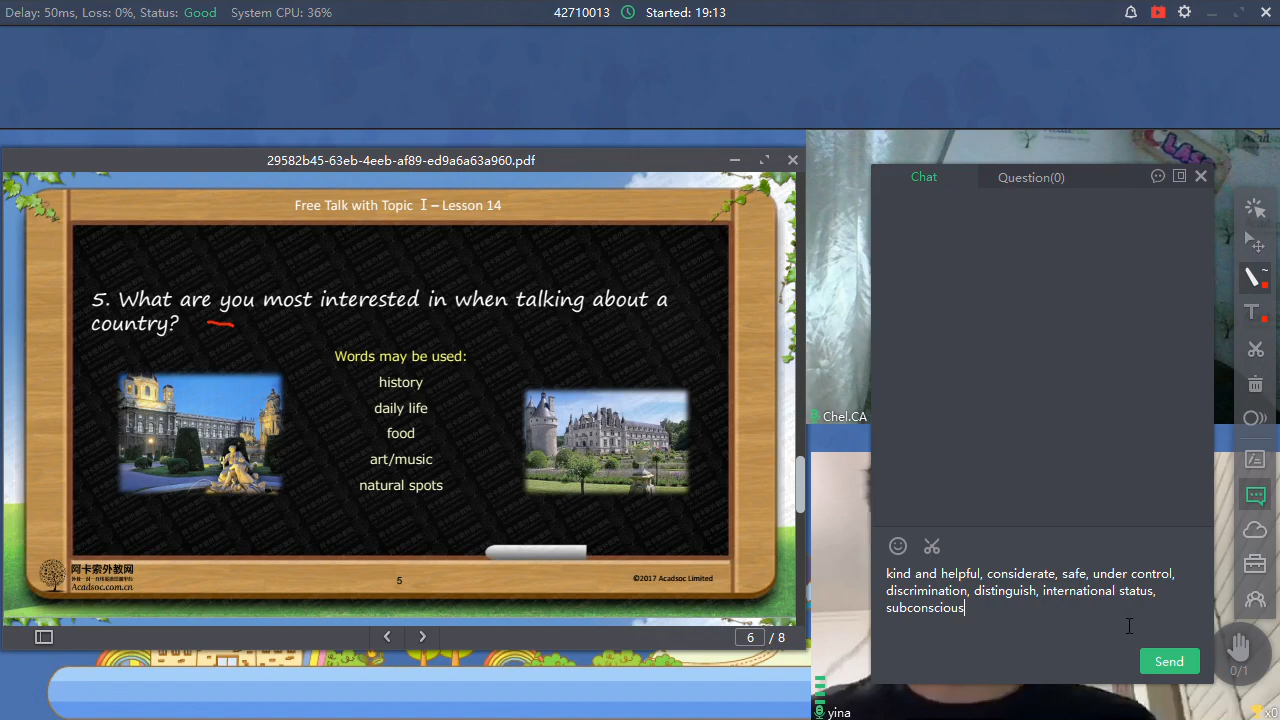 Delay: 50ms, Loss: 0%, Status: Good System CPU: 36%
42710013 Started: 19:13
29582b45-63eb-4eeb-af89-ed9a6a63a960.pdf
Free Talk with Topic I – Lesson 14
5. What are you most interested in when talking about a
country?
Words may be used:
history
daily life
food
art/music
natural spots
阿卡索外教网
Acadsoc.com.cn
5
©2017 Acadsoc Limited
6 / 8
Chat
Question(0)
Chel.CA
kind and helpful, considerate, safe, under control,
discrimination, distinguish, international status,
subconscious
Send
0/1
yina
x0